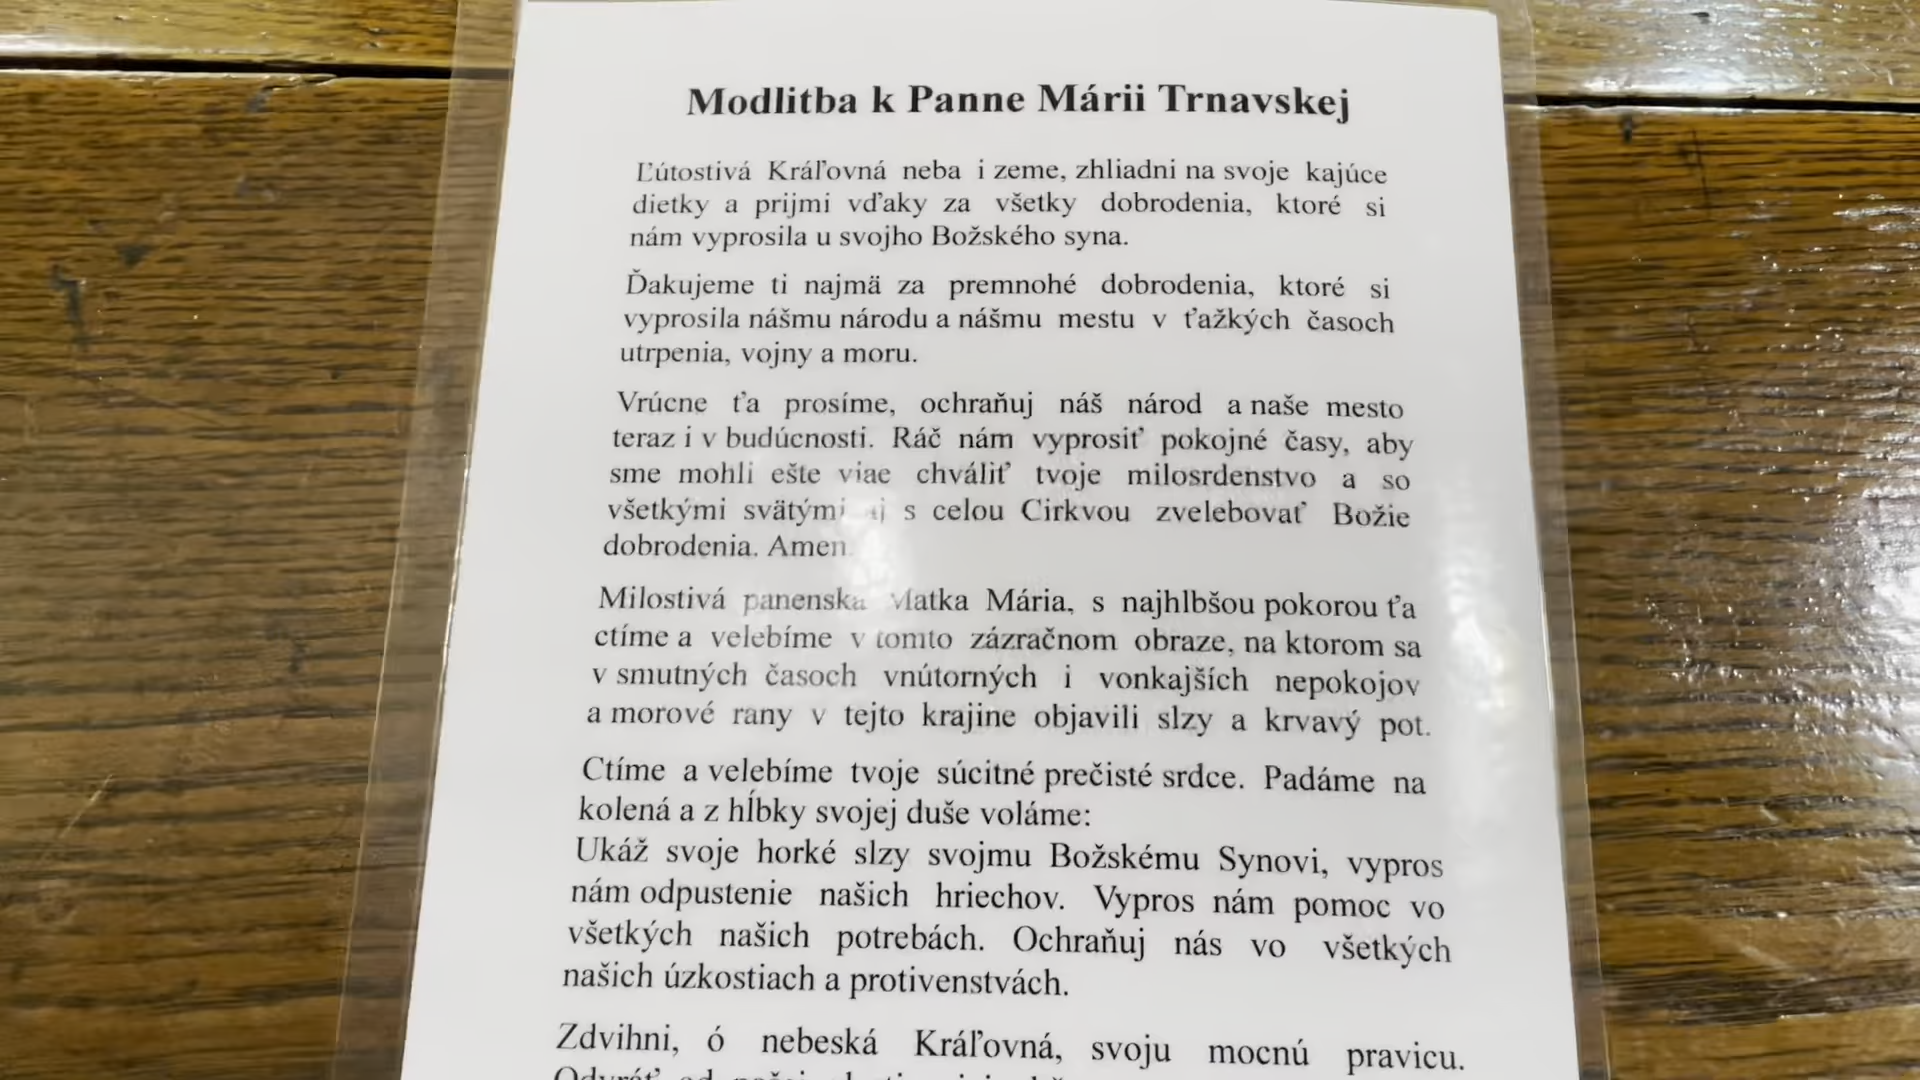 Modlitba k Panne Márii Trnavskej
Ľútostivá Kráľovná neba i zeme, zhliadni na svoje kajúce
dietky a prijmi vďaky za všetky dobrodenia, ktoré si
nám vyprosila u svojho Božského syna.
Ďakujeme ti najmä za premnohé dobrodenia, ktoré si
vyprosila nášmu národu a nášmu mestu v ťažkých časoch
utrpenia, vojny a moru.
Vrúcne ťa prosíme, ochraňuj náš národ a naše mesto
teraz i v budúcnosti. Ráč nám vyprosiť pokojné časy, aby
sme mohli ešte viac chváliť tvoje milosrdenstvo a so
všetkými svätými aj s celou Cirkvou zvelebovať Božie
dobrodenia. Amen.
Milostivá panenská Matka Mária, s najhlbšou pokorou ťa
ctíme a velebíme v tomto zázračnom obraze, na ktorom sa
v smutných časoch vnútorných i vonkajších nepokojov
a morové rany v tejto krajine objavili slzy a krvavý pot.
Ctíme a velebíme tvoje súcitné prečisté srdce. Padáme na
kolená a z hĺbky svojej duše voláme:
Ukáž svoje horké slzy svojmu Božskému Synovi, vypros
nám odpustenie našich hriechov. Vypros nám pomoc vo
všetkých našich potrebách. Ochraňuj nás vo všetkých
našich úzkostiach a protivenstvách.
Zdvihni, ó nebeská Kráľovná, svoju mocnú pravicu.